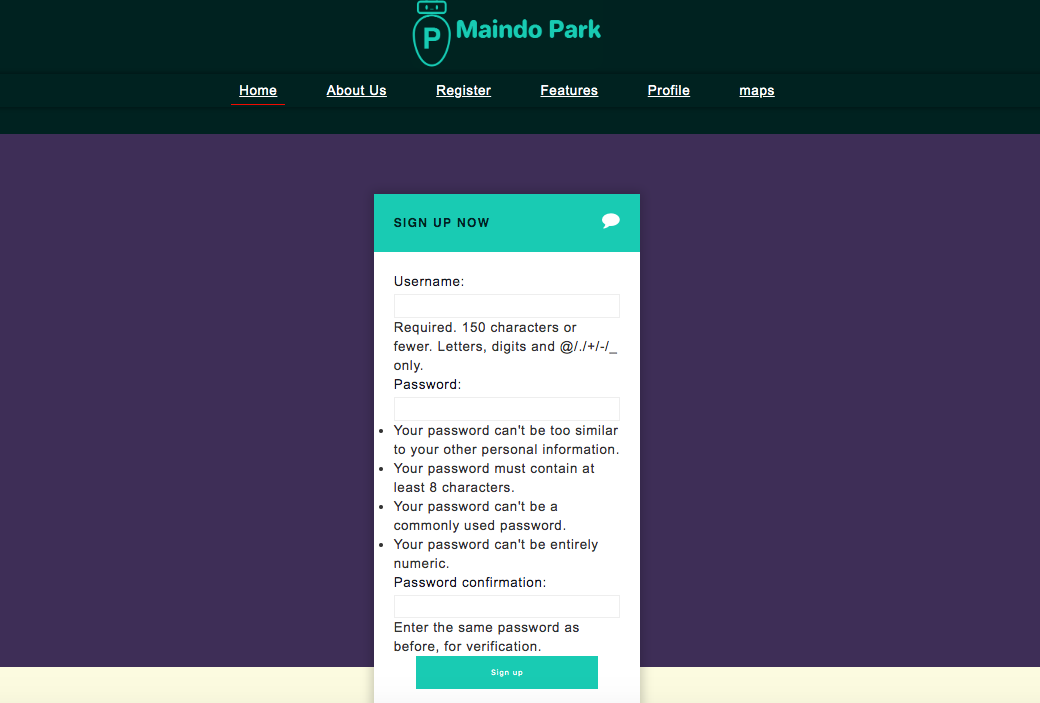 P Maindo Park
Home About Us Register Features Profile maps
SIGN UP NOW
Username:
Required. 150 characters or
fewer. Letters, digits and @/./+/-/_
only.
Password:
• Your password can't be too similar
to your other personal information.
• Your password must contain at
least 8 characters.
• Your password can't be a
commonly used password.
• Your password can't be entirely
numeric.
Password confirmation:
Enter the same password as
before, for verification.
Sign up